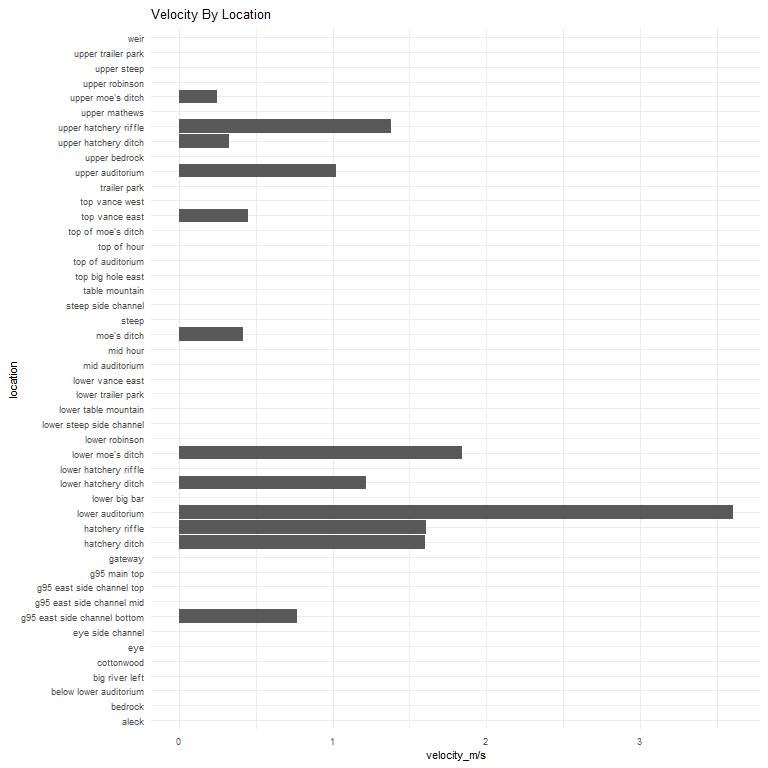 Velocity By Location
weir
upper trailer park
upper steep
upper robinson
upper moe's ditch
upper mathews
upper hatchery riffle
upper hatchery ditch
upper bedrock
upper auditorium
trailer park
top vance west
top vance east
top of moe's ditch
top of hour
top of auditorium
top big hole east
table mountain
steep side channel
steep
moe's ditch
mid hour
mid auditorium
lower vance east
lower trailer park
lower table mountain
lower steep side channel
lower robinson
lower moe's ditch
lower hatchery riffle
lower hatchery ditch
lower big bar
lower auditorium
hatchery riffle
hatchery ditch
gateway
g95 main top
g95 east side channel top
g95 east side channel mid
g95 east side channel bottom
eye side channel
eye
cottonwood
big river left
below lower auditorium
bedrock
aleck
location
0 1 2 3
velocity_m/s